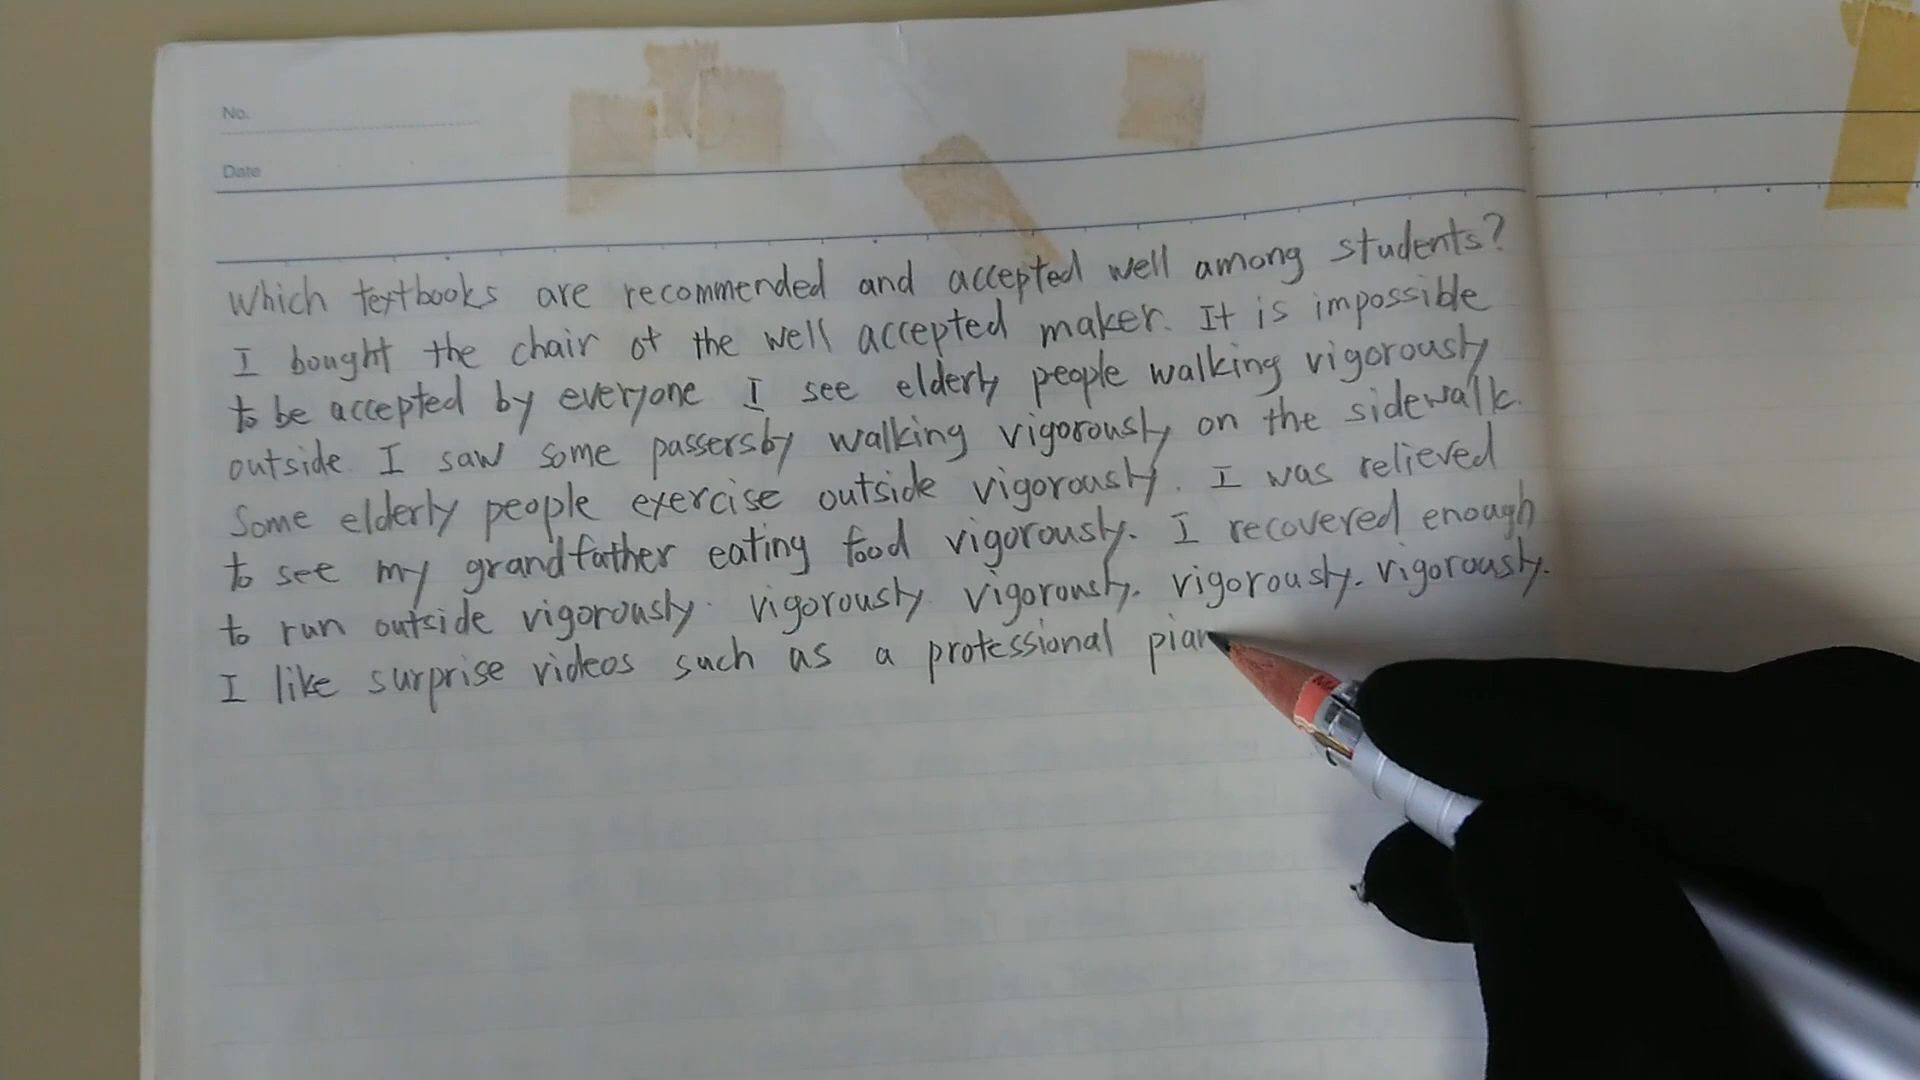 No.
Date
Which textbooks are recommended and accepted well among students?
I bought the chair of the well accepted maker. It is impossible
to be accepted by everyone I see elderly people walking vigorously
outside I saw some passersby walking vigorously on the sidewalk.
Some elderly people exercise outside vigorously. I was relieved
to see my grandfather eating food vigorously. I recovered enough
to run outside vigorously. vigorously vigorously. vigorously. vigorously.
I like surprise videos such as a professional pian